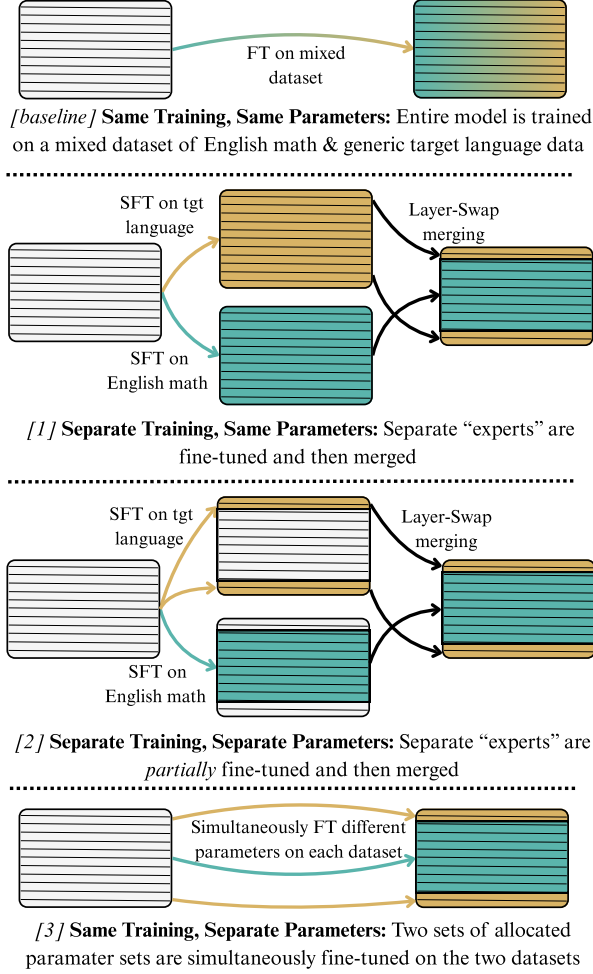 FT on mixed
dataset
[baseline] Same Training, Same Parameters: Entire model is trained
on a mixed dataset of English math & generic target language data
SFT on tgt
language
Layer-Swap
merging
SFT on
English math
[1] Separate Training, Same Parameters: Separate “experts” are
fine-tuned and then merged
SFT on tgt
language
Layer-Swap
merging
SFT on
English math
[2] Separate Training, Separate Parameters: Separate “experts” are
partially fine-tuned and then merged
Simultaneously FT different
parameters on each dataset
[3] Same Training, Separate Parameters: Two sets of allocated
paramater sets are simultaneously fine-tuned on the two datasets